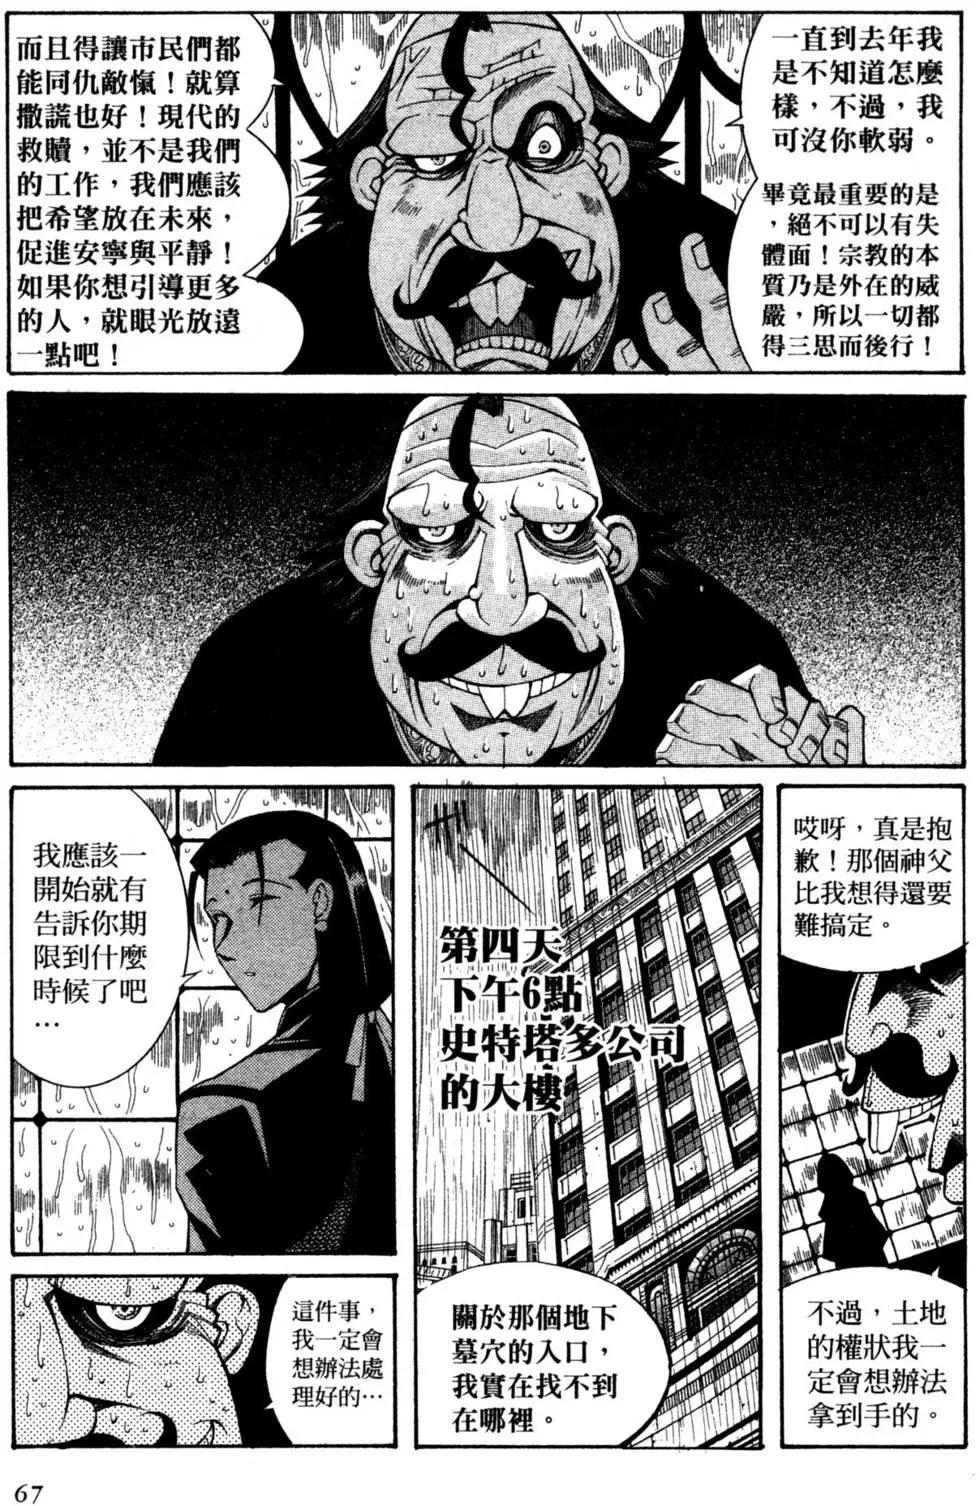 一直到去年我
是不知道怎麼
樣，不過，我
可沒你軟弱。
畢竟最重要的是
，絕不可以有失
體面！宗教的本
質乃是外在的威
嚴，所以一切都
得三思而後行！
而且得讓市民們都
能同仇敵愾！就算
撒謊也好！現代的
救贖，並不是我們
的工作，我們應該
把希望放在未來，
促進安寧與平靜！
如果你想引導更多
的人，就眼光放遠
一點吧！
哎呀，真是抱
歉！那個神父
比我想得還要
難搞定。
不過，土地
的權狀我一
定會想辦法
拿到手的。
第四天
下午6點
史特塔多公司
的大樓
關於那個地下
墓穴的入口，
我實在找不到
在哪裡。
我應該一
開始就有
告訴你期
限到什麼
時候了吧
…
這件事，
我一定會
想辦法處
理好的…
67